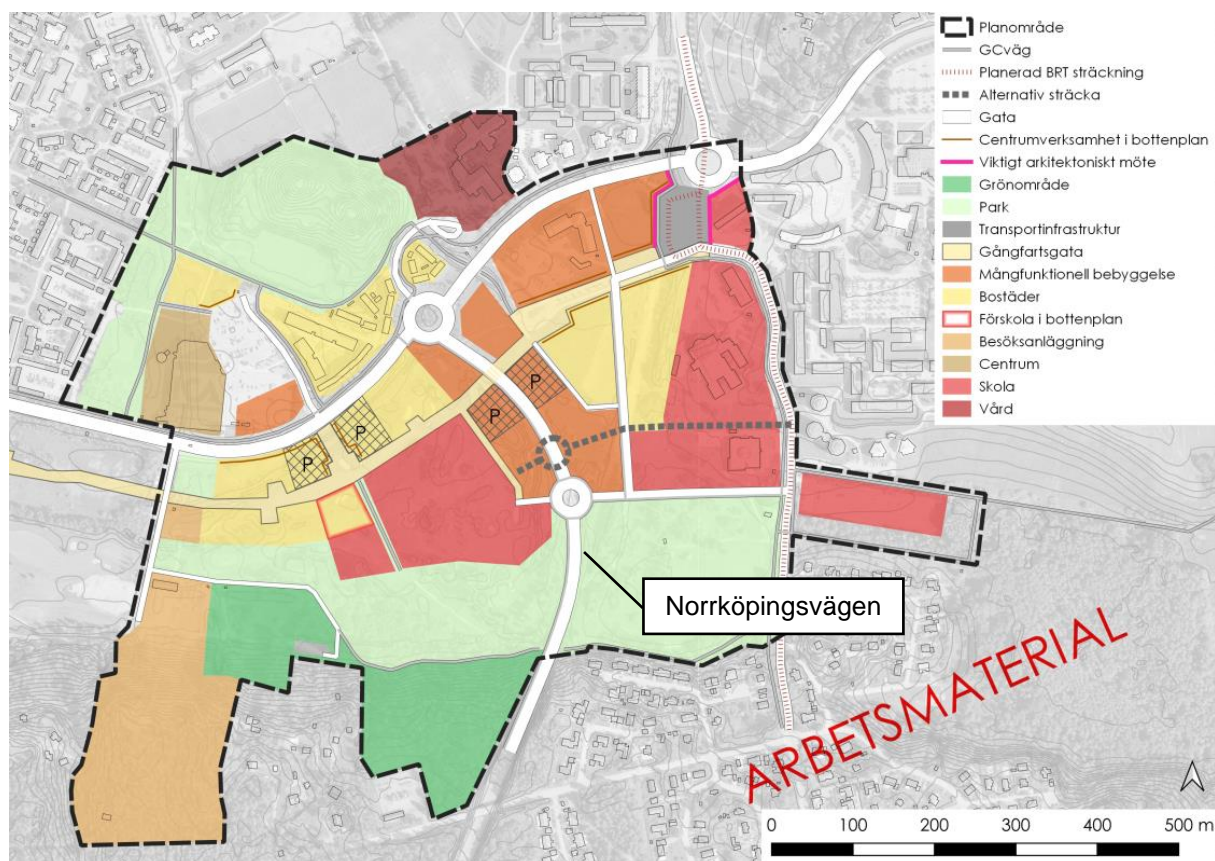 Planområde
GCväg
Planerad BRT sträckning
Alternativ sträcka
Gata
Centrumverksamhet i bottenplan
Viktigt arkitektoniskt möte
Grönområde
Park
Transportinfrastruktur
Gångfartsgata
Mångfunktionell bebyggelse
Bostäder
Förskola i bottenplan
Besöksanläggning
Centrum
Skola
Vård
P
P
P
P
Norrköpingsvägen
ARBETSMATERIAL
0 100 200 300 400 500 m